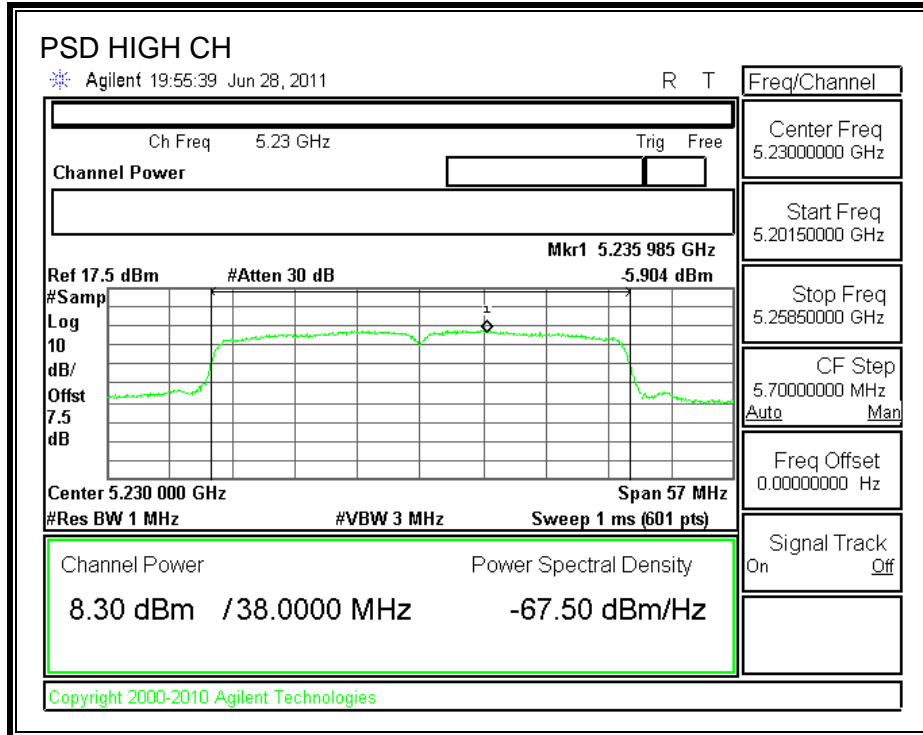 PSD HIGH CH
Agilent 19:55:39 Jun 28, 2011 R T
Freq/Channel
Ch Freq 5.23 GHz Trig Free
Channel Power
Mkr1 5.235 985 GHz
Ref 17.5 dBm #Atten 30 dB -5.904 dBm
#Samp
Log
10
dB/
Offst
7.5
dB
1
Center 5.230 000 GHz Span 57 MHz
#Res BW 1 MHz #VBW 3 MHz Sweep 1 ms (601 pts)
Channel Power Power Spectral Density
8.30 dBm / 38.0000 MHz -67.50 dBm/Hz
Copyright 2000-2010 Agilent Technologies
Center Freq
5.23000000 GHz
Start Freq
5.20150000 GHz
Stop Freq
5.25850000 GHz
CF Step
5.70000000 MHz
Auto Man
Freq Offset
0.00000000 Hz
Signal Track
On Off